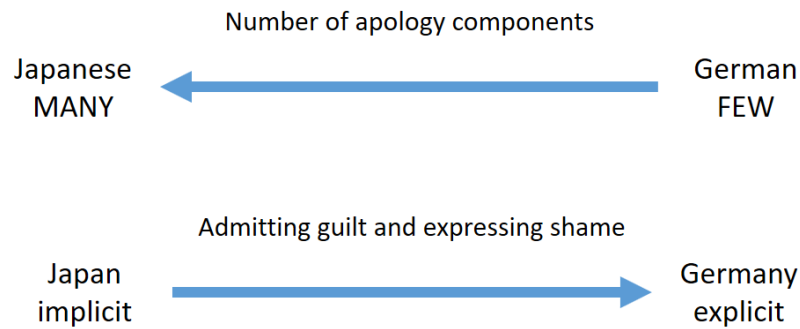 Number of apology components
Japanese
MANY
German
FEW
Admitting guilt and expressing shame
Japan
implicit
Germany
explicit